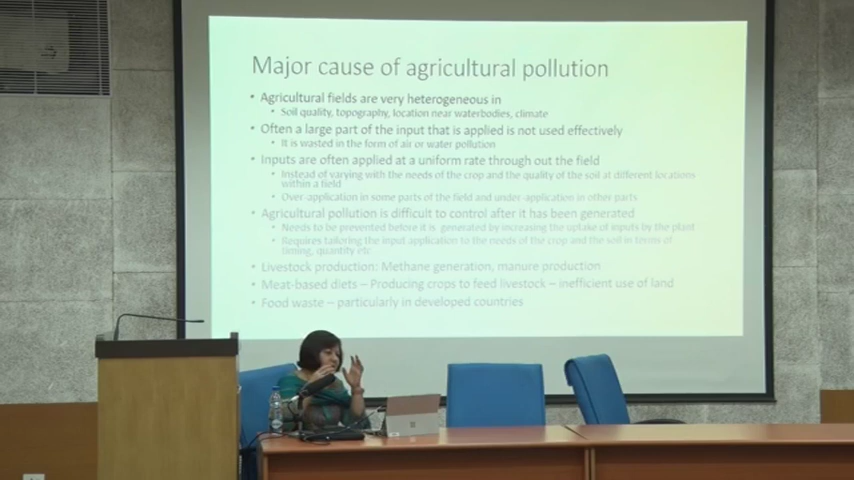 Major cause of agricultural pollution
• Agricultural fields are very heterogeneous in
• Soil quality, topography, location near waterbodies, climate
• Often a large part of the input that is applied is not used effectively
• It is wasted in the form of air or water pollution
• Inputs are often applied at a uniform rate through out the field
• Instead of varying with the needs of the crop and the quality of the soil at different locations
within a field
• Over-application in some parts of the field and under-application in other parts
• Agricultural pollution is difficult to control after it has been generated
• Needs to be prevented before it is generated by increasing the uptake of inputs by the plant
• Requires tailoring the input application to the needs of the crop and the soil in terms of
timing, quantity etc
• Livestock production: Methane generation, manure production
• Meat-based diets – Producing crops to feed livestock – inefficient use of land
• Food waste – particularly in developed countries